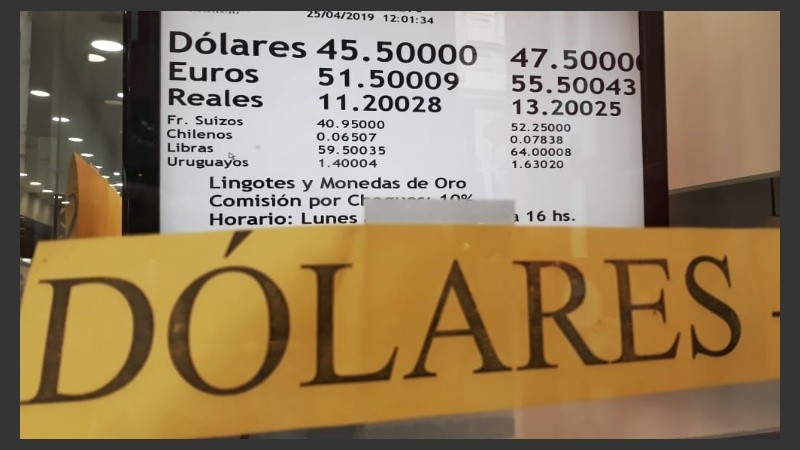 25/04/2019 12:01:34
Dólares 45.50000 47.5000
Euros 51.50009 55.50043
Reales 11.20028 13.20025
Fr. Suizos 40.95000 52.25000
Chilenos 0.06507 0.07838
Libras 59.50035 64.00008
Uruguayos 1.40004 1.63020
Lingotes y Monedas de Oro
Comisión por Cheques: 10%
Horario: Lunes a 16 hs.
DÓLARES -